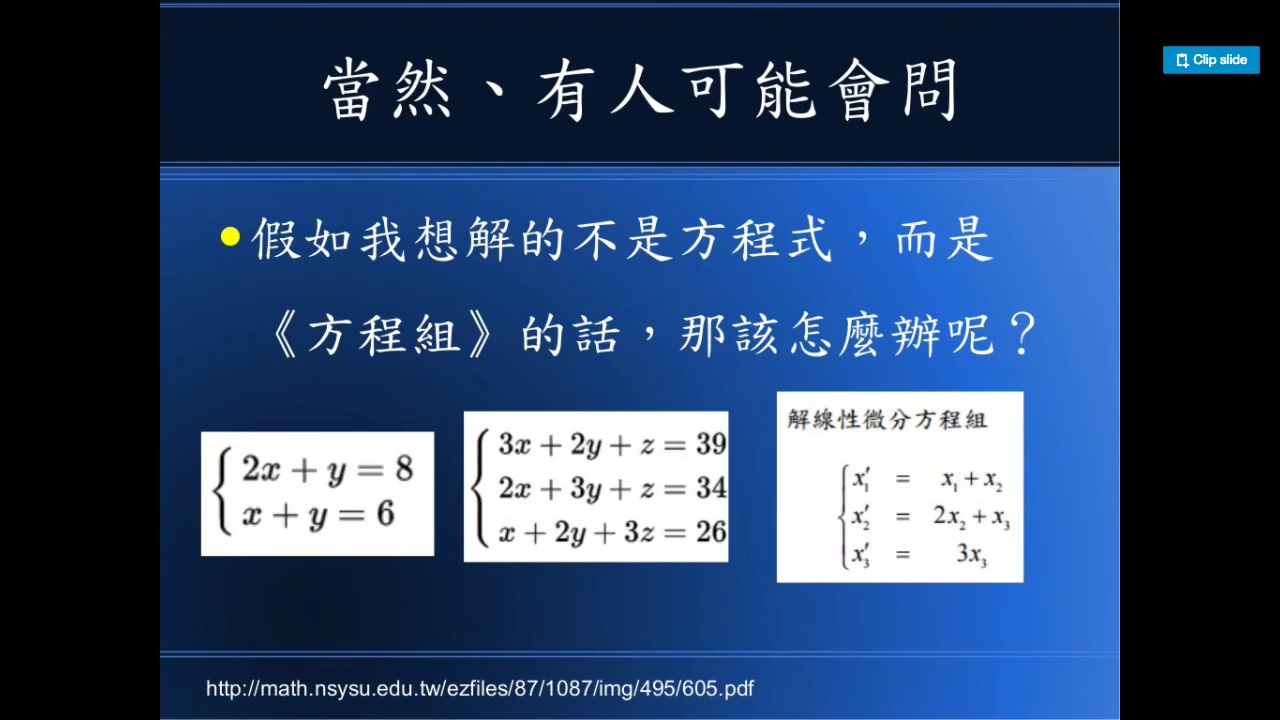 Clip slide
當然、有人可能會問
假如我想解的不是方程式，而是
《方程組》的話，那該怎麼辦呢？
2x + y = 8
x + y = 6
3x + 2y + z = 39
2x + 3y + z = 34
x + 2y + 3z = 26
解線性微分方程組
x₁′ = x₁ + x₂
x₂′ = 2x₂ + x₃
x₃′ = 3x₃
http://math.nsysu.edu.tw/ezfiles/87/1087/img/495/605.pdf